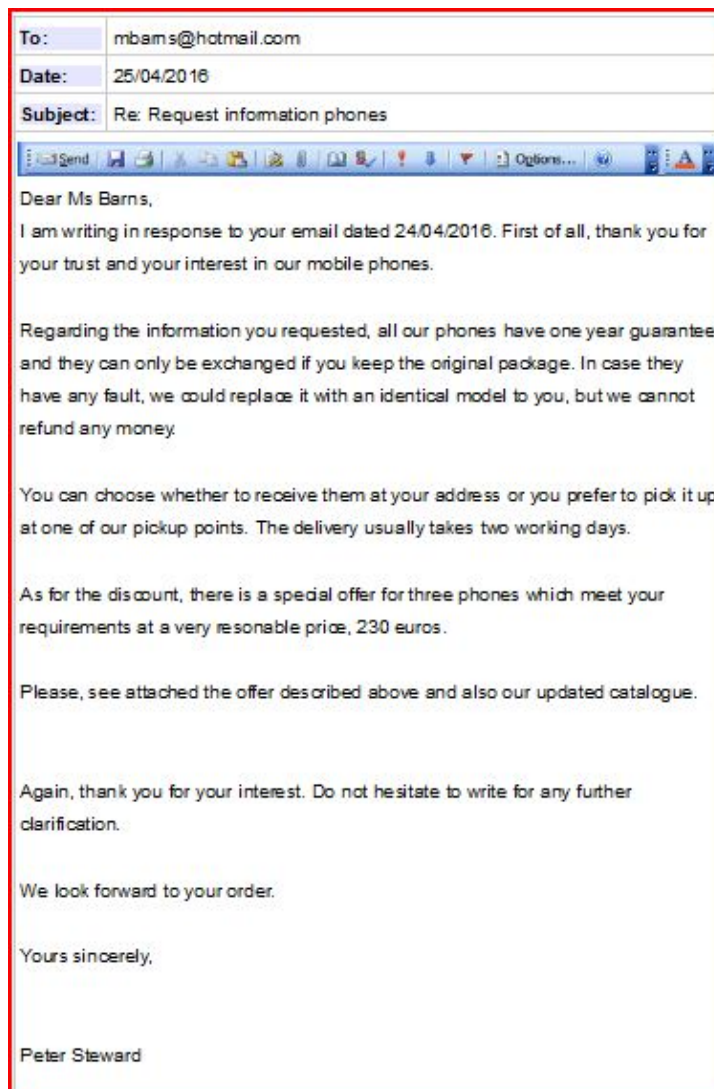 To: mbarns@hotmail.com
Date: 25/04/2016
Subject: Re: Request information phones
Send Options...
Dear Ms Barns,
I am writing in response to your email dated 24/04/2016. First of all, thank you for
your trust and your interest in our mobile phones.
Regarding the information you requested, all our phones have one year guarantee
and they can only be exchanged if you keep the original package. In case they
have any fault, we could replace it with an identical model to you, but we cannot
refund any money.
You can choose whether to receive them at your address or you prefer to pick it up
at one of our pickup points. The delivery usually takes two working days.
As for the discount, there is a special offer for three phones which meet your
requirements at a very resonable price, 230 euros.
Please, see attached the offer described above and also our updated catalogue.
Again, thank you for your interest. Do not hesitate to write for any further
clarification.
We look forward to your order.
Yours sincerely,
Peter Steward